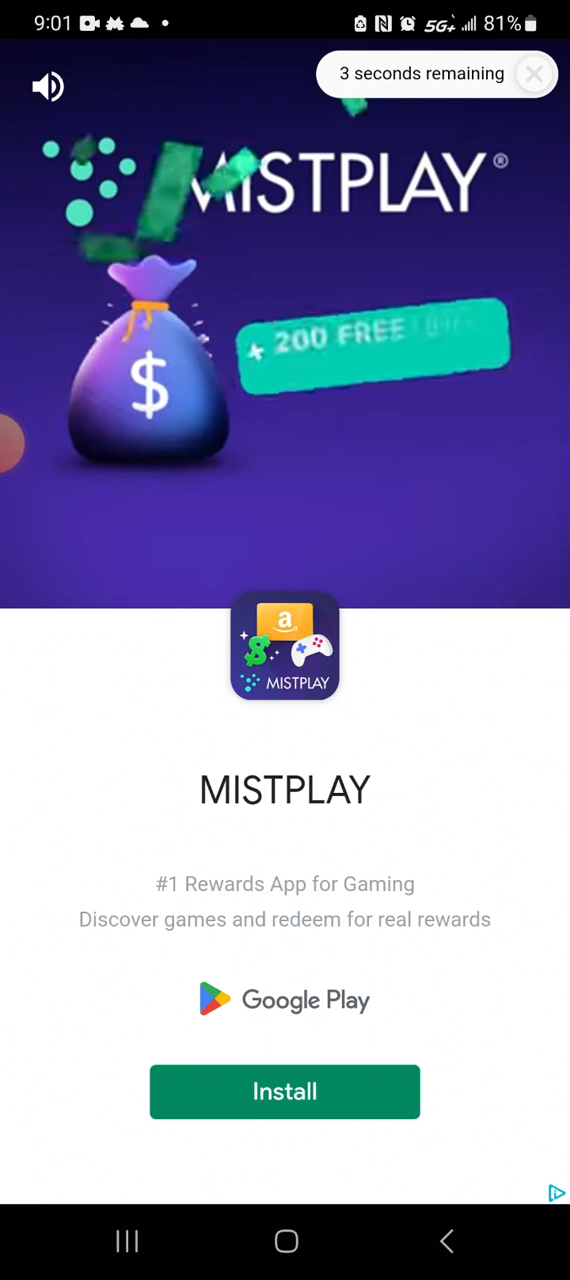 9:01 5G+ 81%
3 seconds remaining
MISTPLAY®
$
+ 200 FREE
a
$
MISTPLAY
MISTPLAY
#1 Rewards App for Gaming
Discover games and redeem for real rewards
Google Play
Install